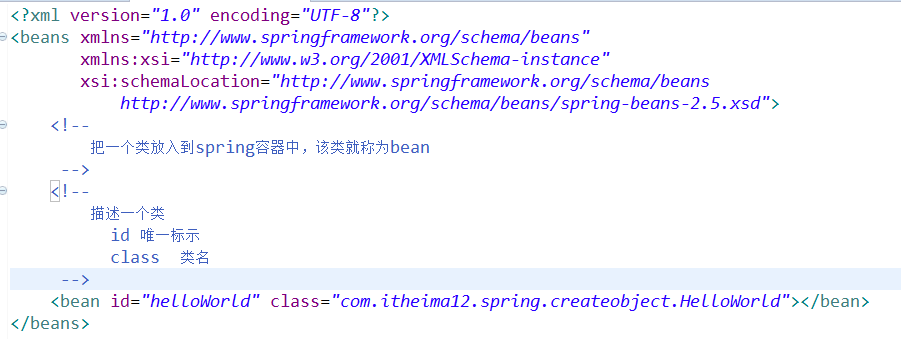 <?xml version="1.0" encoding="UTF-8"?>
<beans xmlns="http://www.springframework.org/schema/beans"
xmlns:xsi="http://www.w3.org/2001/XMLSchema-instance"
xsi:schemaLocation="http://www.springframework.org/schema/beans
http://www.springframework.org/schema/beans/spring-beans-2.5.xsd">
<!--
把一个类放入到spring容器中，该类就称为bean
-->
<!--
描述一个类
id 唯一标示
class  类名
-->
<bean id="helloWorld" class="com.itheima12.spring.createobject.HelloWorld"></bean>
</beans>